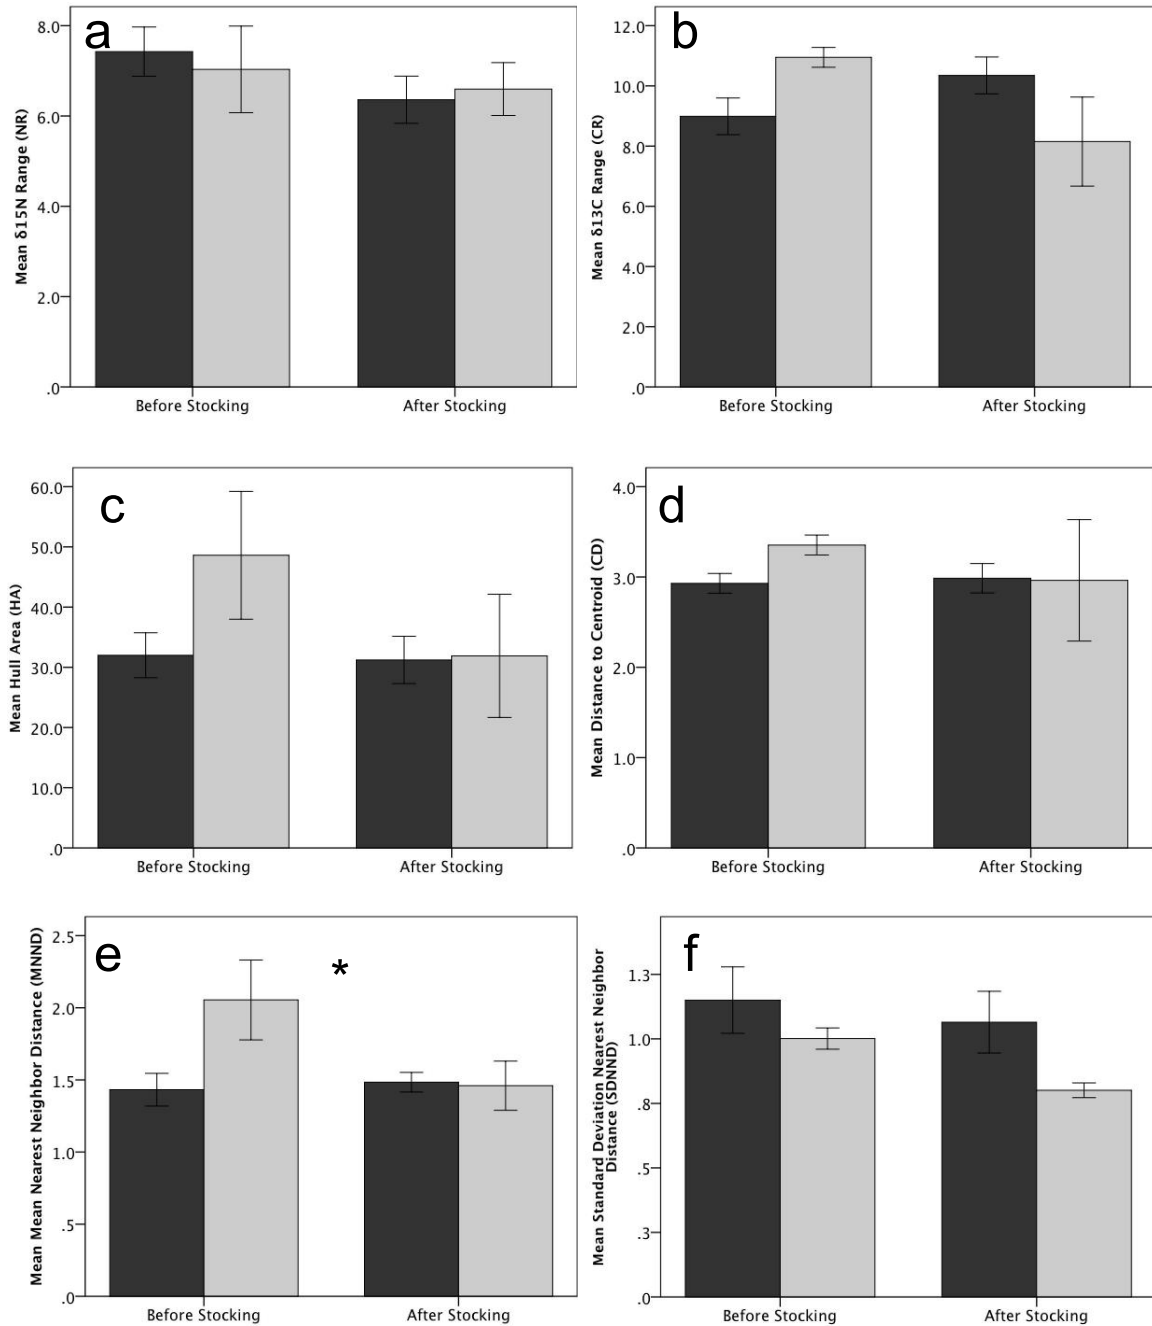 a
8.0
6.0
4.0
2.0
.0
Mean δ15N Range (NR)
Before Stocking
After Stocking
b
12.0
10.0
8.0
6.0
4.0
2.0
.0
Mean δ13C Range (CR)
Before Stocking
After Stocking
c
60.0
50.0
40.0
30.0
20.0
10.0
.0
Mean Hull Area (HA)
Before Stocking
After Stocking
d
4.0
3.0
2.0
1.0
.0
Mean Distance to Centroid (CD)
Before Stocking
After Stocking
e
*
2.5
2.0
1.5
1.0
.5
.0
Mean Mean Nearest Neighbor Distance (MNND)
Before Stocking
After Stocking
f
1.3
1.0
.8
.5
.3
.0
Mean Standard Deviation Nearest Neighbor
Distance (SDNND)
Before Stocking
After Stocking